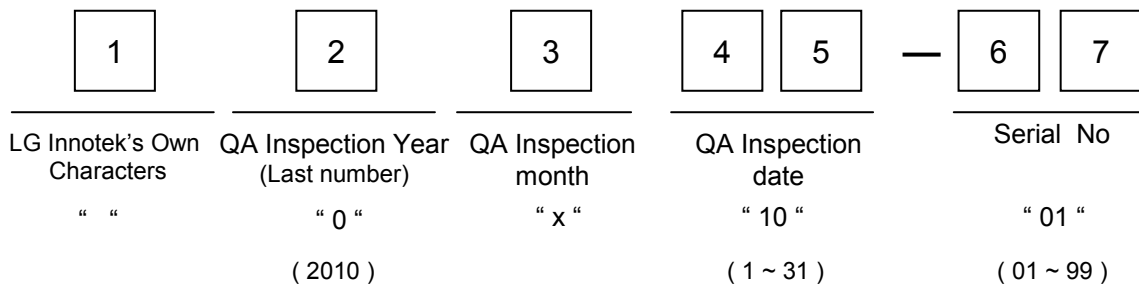 1 2 3 4 5 — 6 7
LG Innotek’s Own Characters
QA Inspection Year (Last number)
QA Inspection month
QA Inspection date
Serial No
“ “ “ 0 “ “ x “ “ 10 “ “ 01 “
( 2010 ) ( 1 ~ 31 ) ( 01 ~ 99 )